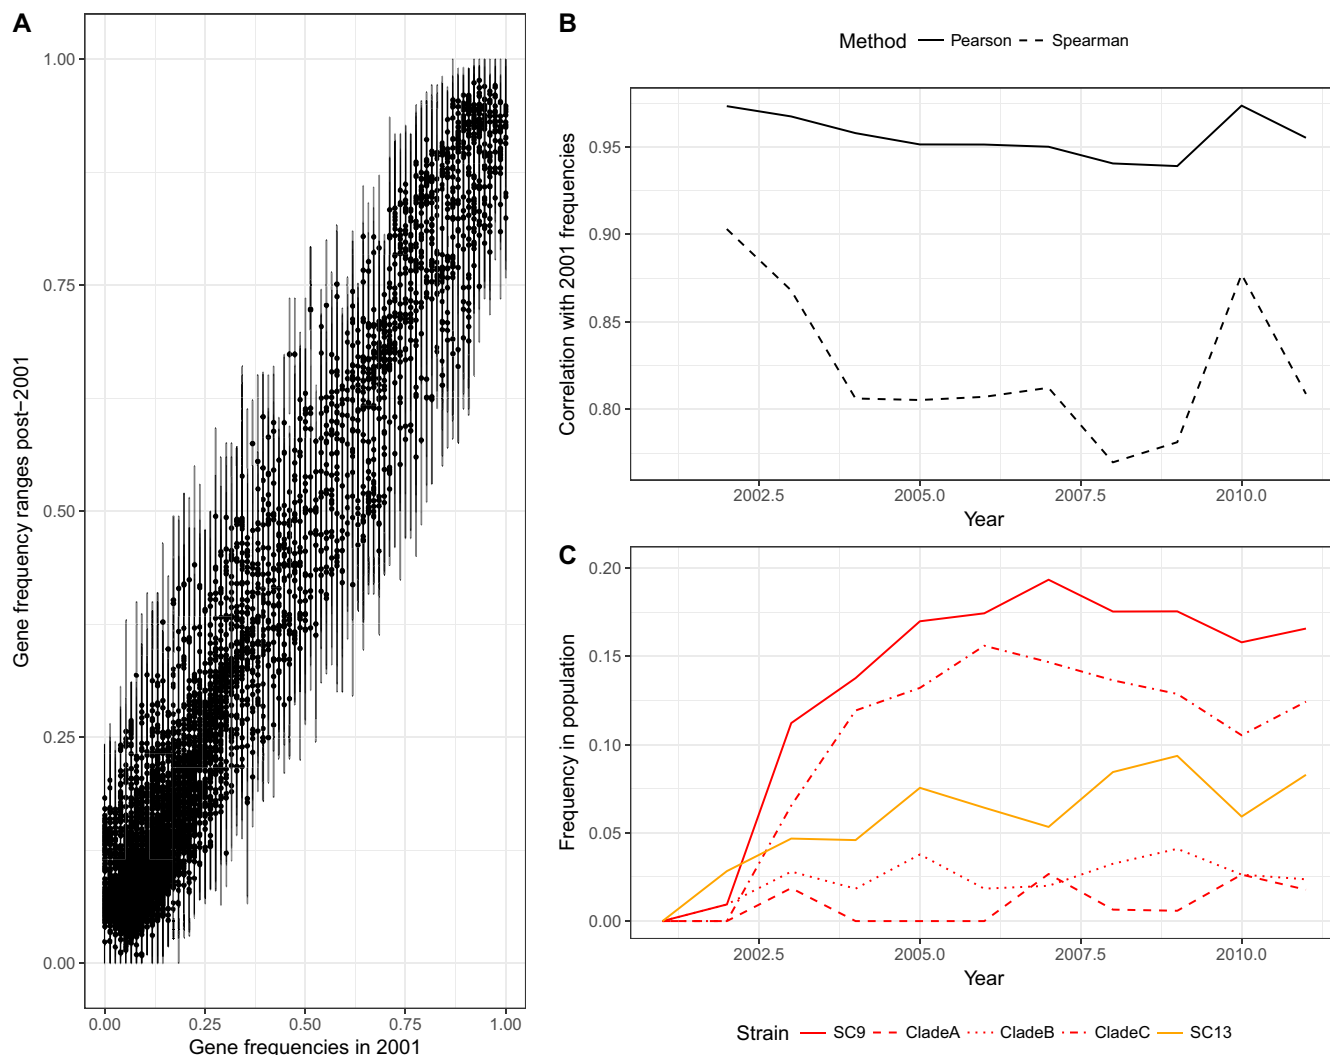 A
Gene frequency ranges post−2001
1.00
0.75
0.50
0.25
0.00
0.00 0.25 0.50 0.75 1.00
Gene frequencies in 2001
B
Method Pearson Spearman
Correlation with 2001 frequencies
0.95
0.90
0.85
0.80
2002.5 2005.0 2007.5 2010.0
Year
C
Frequency in population
0.20
0.15
0.10
0.05
0.00
2002.5 2005.0 2007.5 2010.0
Year
Strain SC9 CladeA CladeB CladeC SC13